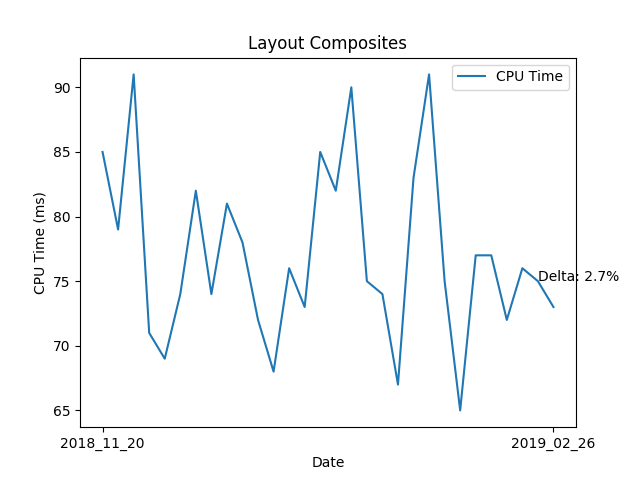 Layout Composites
CPU Time
CPU Time (ms)
90
85
80
75
70
65
Delta: 2.7%
2018_11_20
2019_02_26
Date